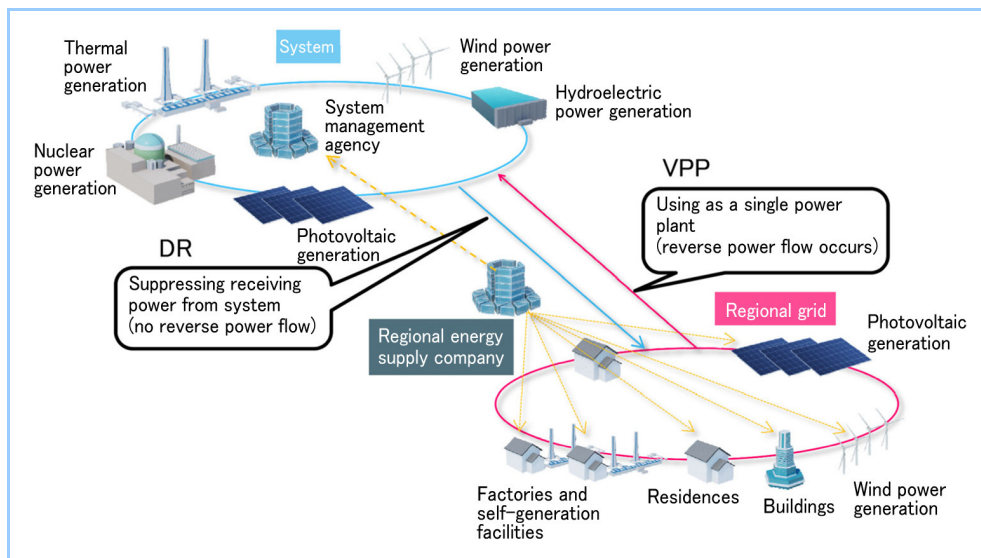 System
Thermal
power
generation
Wind power
generation
Hydroelectric
power generation
System
management
agency
Nuclear
power
generation
Photovoltaic
generation
DR
Suppressing receiving
power from system
(no reverse power flow)
VPP
Using as a single power
plant
(reverse power flow occurs)
Regional energy
supply company
Regional grid
Photovoltaic
generation
Factories and
self-generation
facilities
Residences
Buildings
Wind power
generation